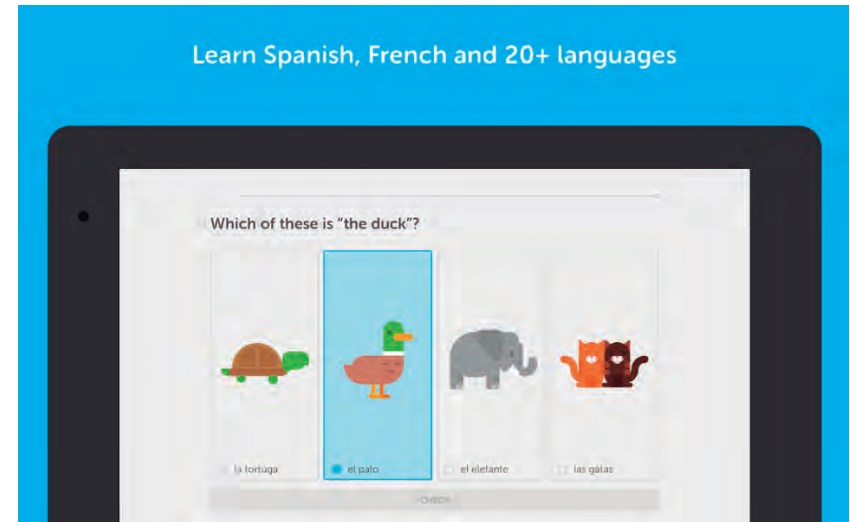 Learn Spanish, French and 20+ languages
Which of these is "the duck"?
la tortuga
el pato
el elefante
las gatas
CHECK